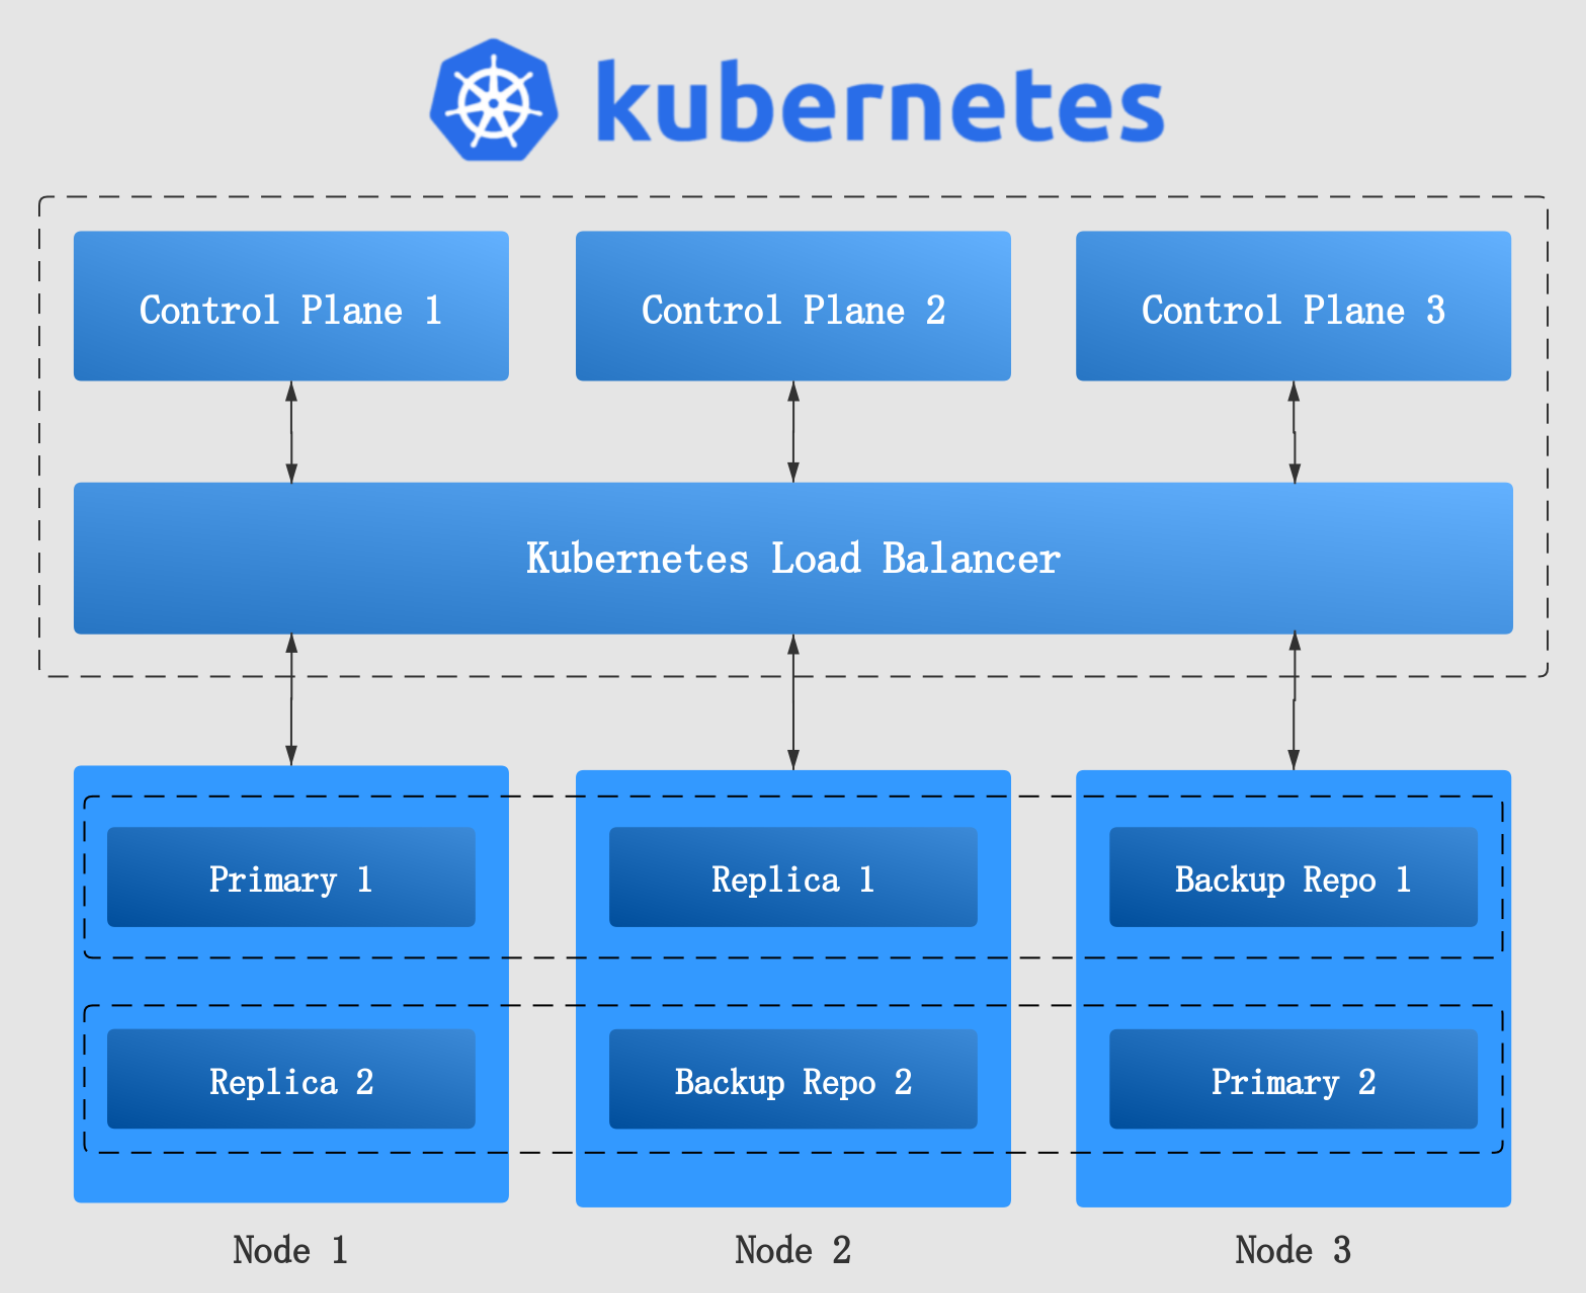 kubernetes
Control Plane 1
Control Plane 2
Control Plane 3
Kubernetes Load Balancer
Primary 1
Replica 1
Backup Repo 1
Replica 2
Backup Repo 2
Primary 2
Node 1
Node 2
Node 3